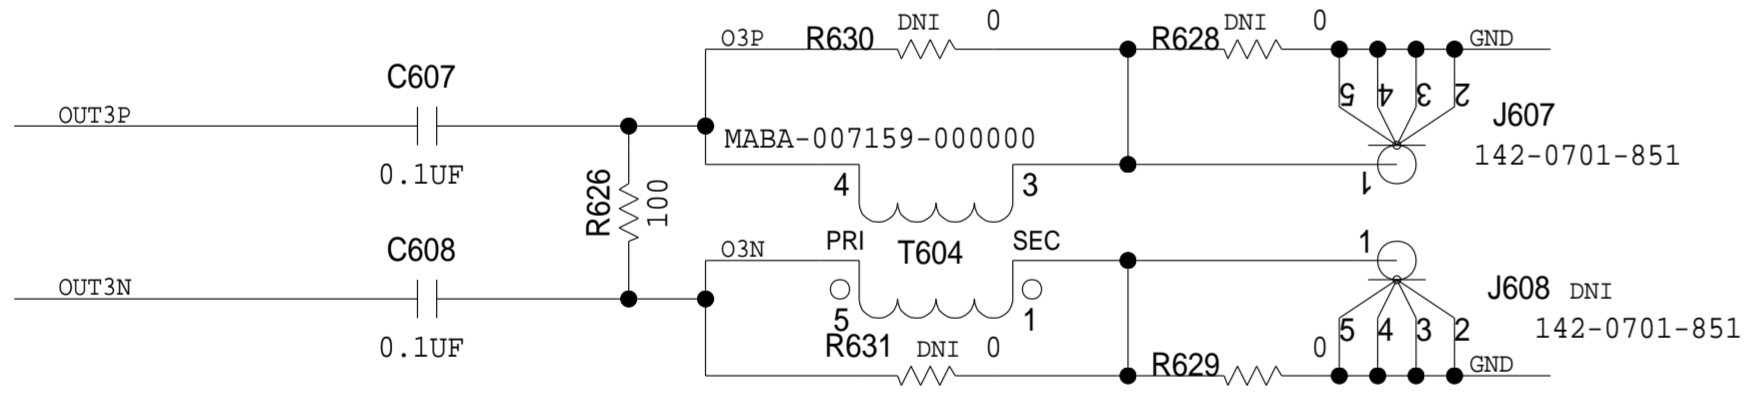 DNI 0 DNI 0
O3P R630 R628 GND
C607
5 4 3 2
OUT3P J607
MABA-007159-000000
142-0701-851
0.1UF 4 3 1
R626 100
C608 O3N PRI T604 SEC 1
OUT3N J608 DNI
5 1 5 4 3 2 142-0701-851
0.1UF R631 DNI 0 0
R629 GND